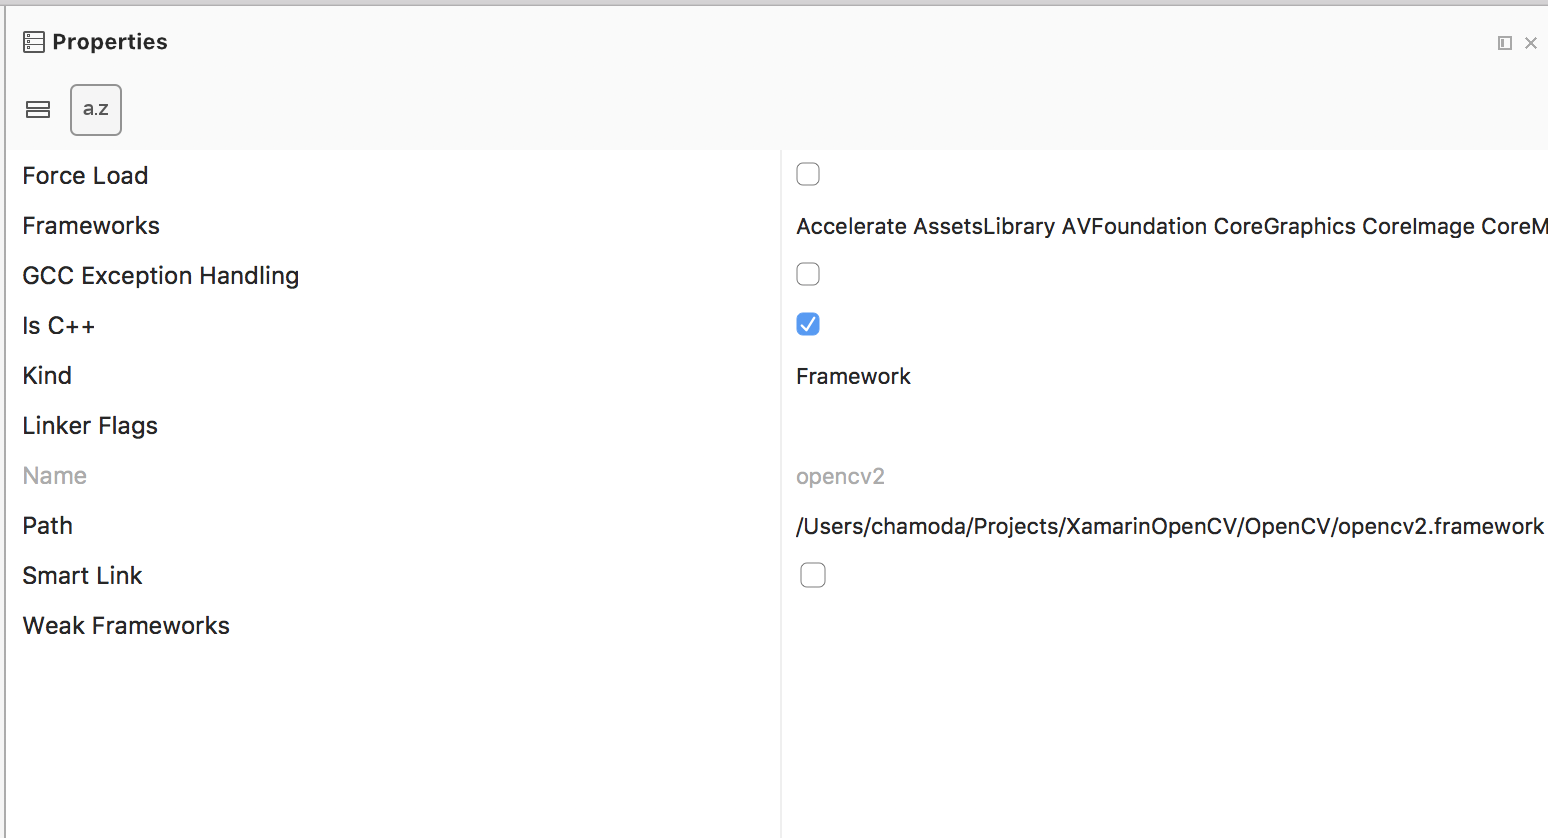 Properties
a.z
Force Load
Frameworks Accelerate AssetsLibrary AVFoundation CoreGraphics CoreImage CoreM
GCC Exception Handling
Is C++
Kind Framework
Linker Flags
Name opencv2
Path /Users/chamoda/Projects/XamarinOpenCV/OpenCV/opencv2.framework
Smart Link
Weak Frameworks